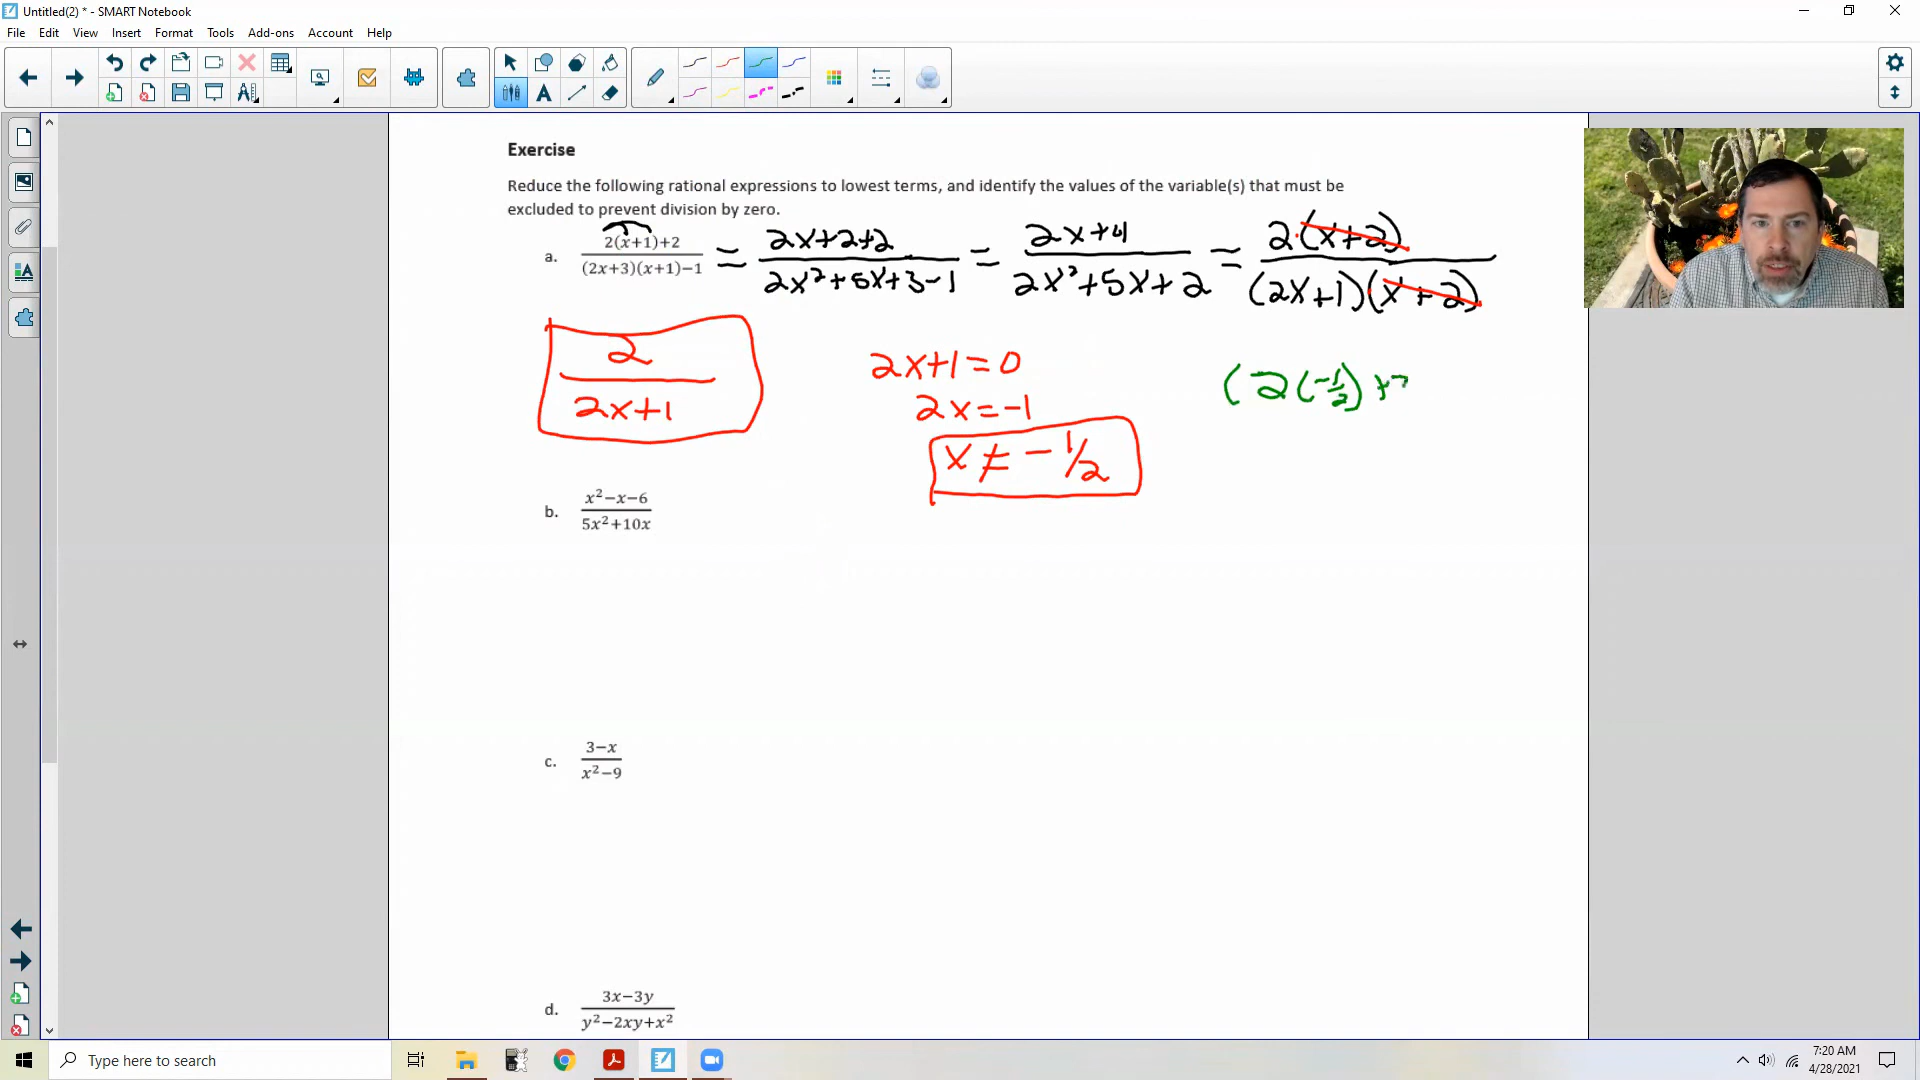 Untitled(2) * - SMART Notebook
File Edit View Insert Format Tools Add-ons Account Help
Exercise
Reduce the following rational expressions to lowest terms, and identify the values of the variable(s) that must be
excluded to prevent division by zero.
a. 2(x+1)+2 / (2x+3)(x+1)−1 = 2x+2+2 / 2x²+5x+3-1 = 2x+4 / 2x²+5x+2 = 2·(x+2) / (2x+1)(x+2)
2 / 2x+1
2x+1=0
2x=-1
x≠-1/2
(2(-1/2)+
b. x²−x−6 / 5x²+10x
c. 3−x / x²−9
d. 3x−3y / y²−2xy+x²
Type here to search
7:20 AM
4/28/2021